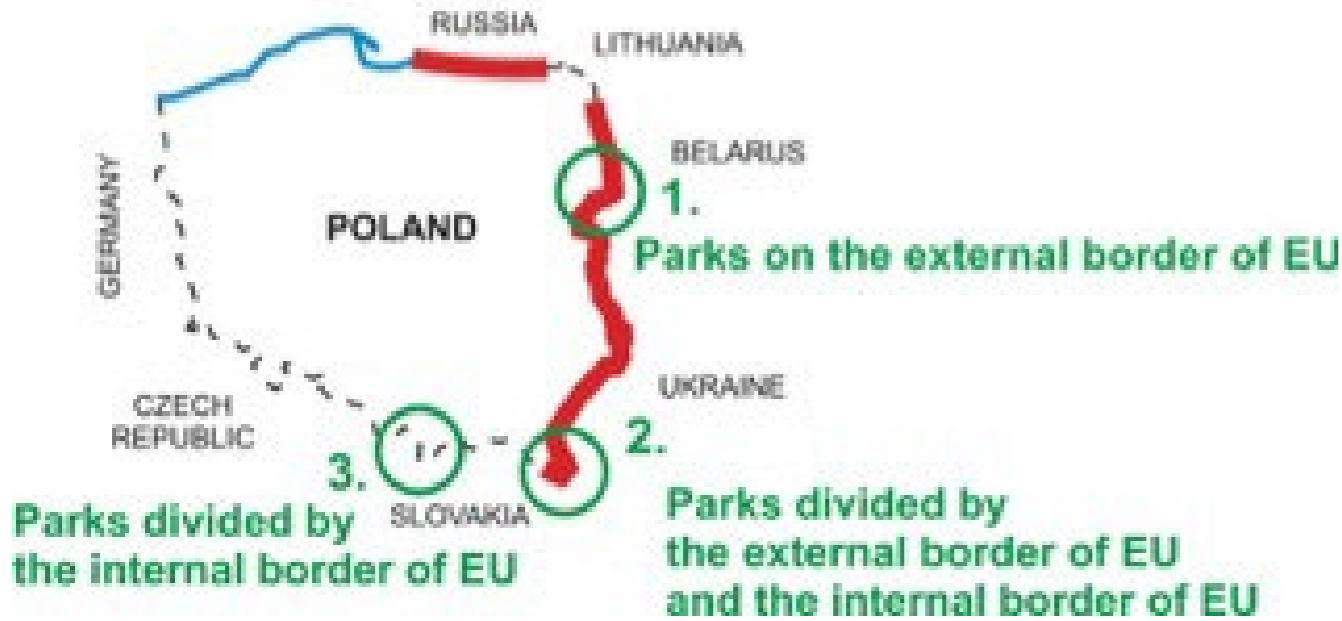 RUSSIA
LITHUANIA
BELARUS
1.
GERMANY
POLAND
Parks on the external border of EU
UKRAINE
CZECH
REPUBLIC
2.
3.
SLOVAKIA
Parks divided by
the internal border of EU
Parks divided by
the external border of EU
and the internal border of EU